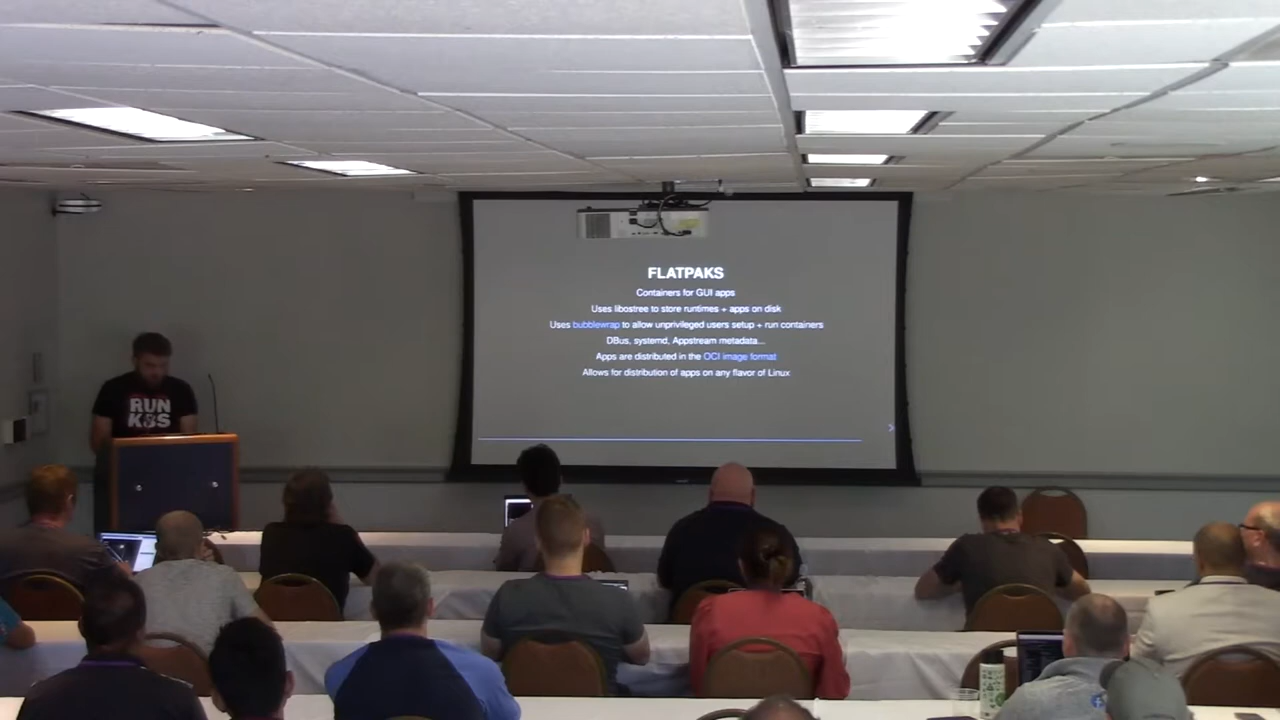 FLATPAKS
Containers for GUI apps
Uses libostree to store runtimes + apps on disk
Uses bubblewrap to allow unprivileged users setup + run containers
DBus, systemd, Appstream metadata...
Apps are distributed in the OCI image format
Allows for distribution of apps on any flavor of Linux
RUN
K8S